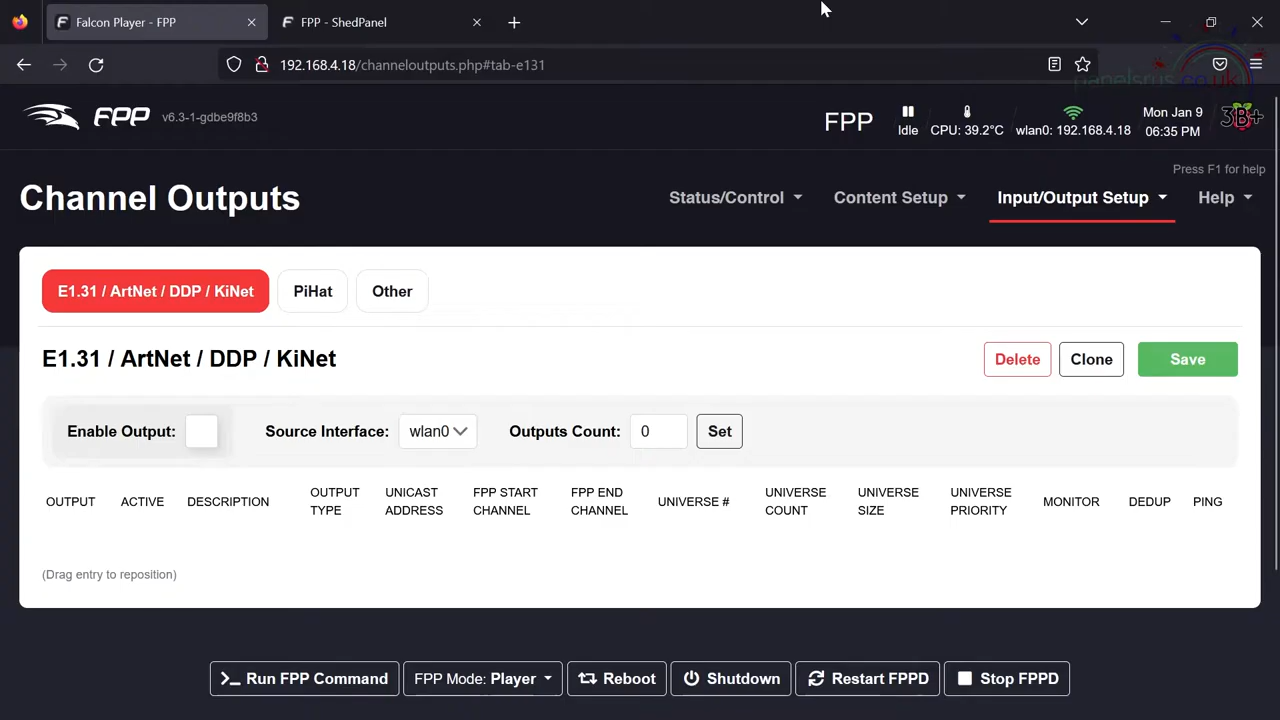 Falcon Player - FPP
FPP - ShedPanel
192.168.4.18/channeloutputs.php#tab-e131
panelsrus.co.uk
FPP v6.3-1-gdbe9f8b3
FPP
Idle
CPU: 39.2°C
wlan0: 192.168.4.18
Mon Jan 9
06:35 PM
3B+
Press F1 for help
Channel Outputs
Status/Control
Content Setup
Input/Output Setup
Help
E1.31 / ArtNet / DDP / KiNet
PiHat
Other
E1.31 / ArtNet / DDP / KiNet
Delete
Clone
Save
Enable Output:
Source Interface: wlan0
Outputs Count: 0
Set
OUTPUT
ACTIVE
DESCRIPTION
OUTPUT
TYPE
UNICAST
ADDRESS
FPP START
CHANNEL
FPP END
CHANNEL
UNIVERSE #
UNIVERSE
COUNT
UNIVERSE
SIZE
UNIVERSE
PRIORITY
MONITOR
DEDUP
PING
(Drag entry to reposition)
Run FPP Command
FPP Mode: Player
Reboot
Shutdown
Restart FPPD
Stop FPPD